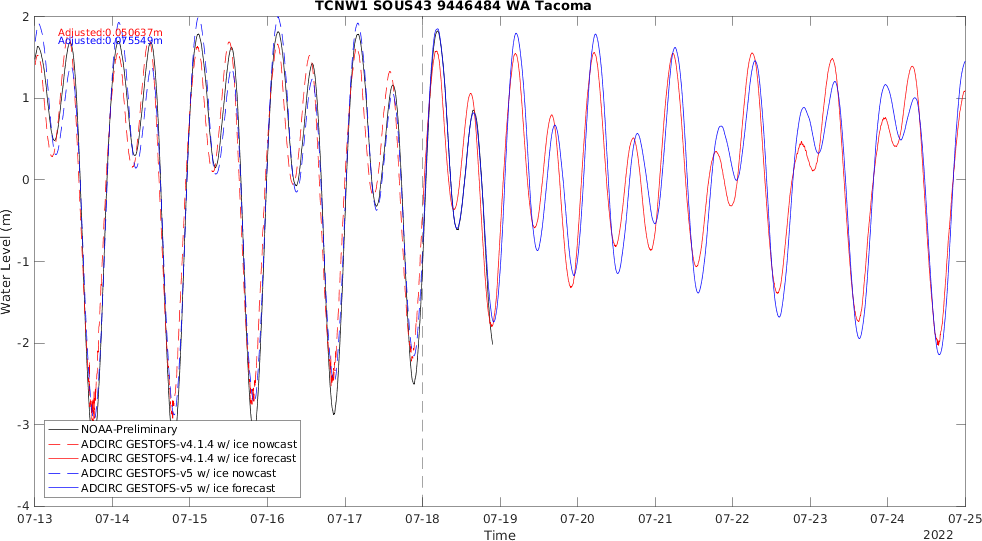 TCNW1 SOUS43 9446484 WA Tacoma
Adjusted:0.050637m
Adjusted:0.075549m
Water Level (m)
2
1
0
-1
-2
-3
-4
NOAA-Preliminary
ADCIRC GESTOFS-v4.1.4 w/ ice nowcast
ADCIRC GESTOFS-v4.1.4 w/ ice forecast
ADCIRC GESTOFS-v5 w/ ice nowcast
ADCIRC GESTOFS-v5 w/ ice forecast
07-13 07-14 07-15 07-16 07-17 07-18 07-19 07-20 07-21 07-22 07-23 07-24 07-25
Time
2022